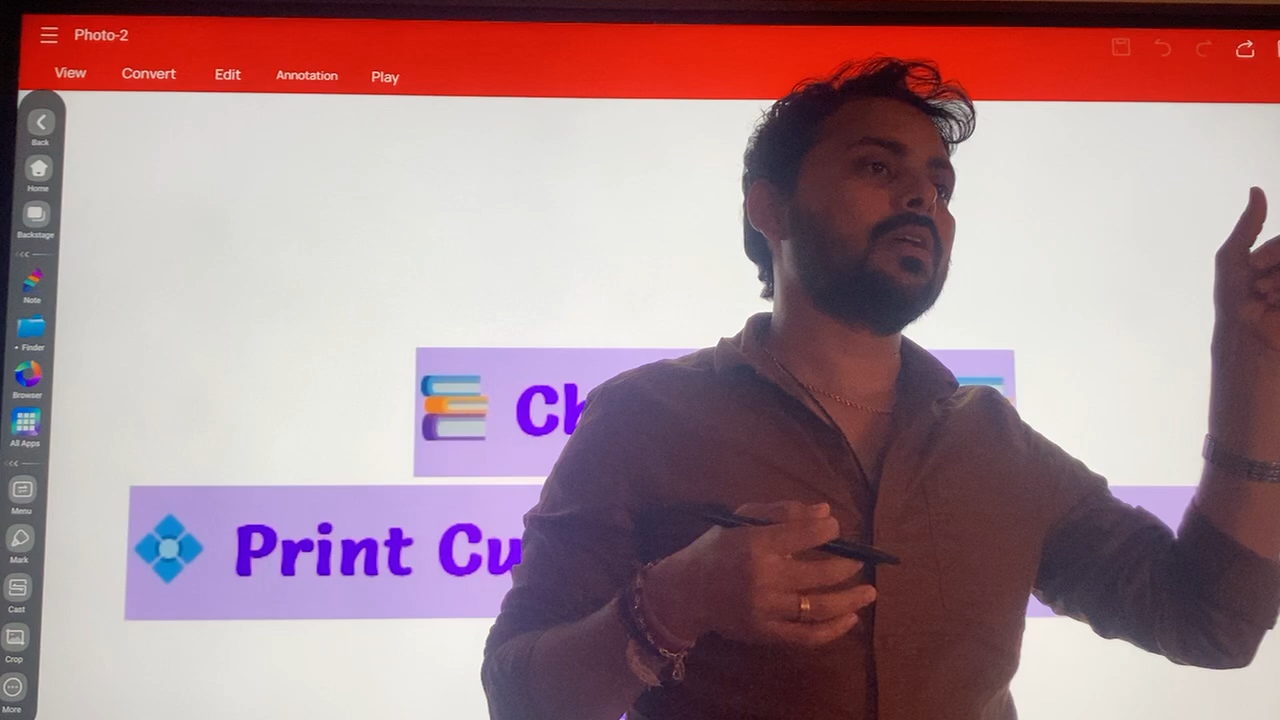 Photo-2
View Convert Edit Annotation Play
Back
Home
Backstage
Note
Finder
Browser
All Apps
Menu
Mark
Cast
Crop
More
Ch
Print Cu